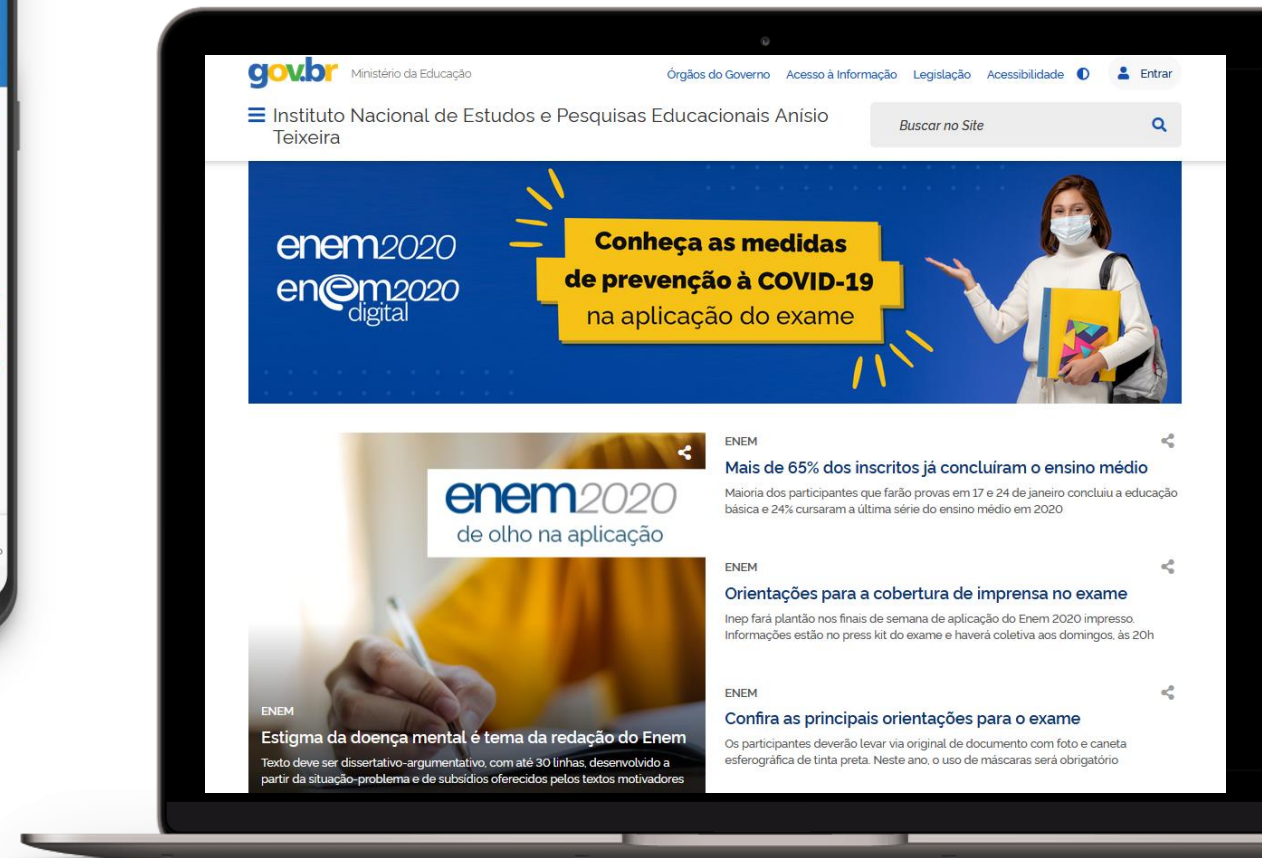 gov.br Ministério da Educação
Órgãos do Governo Acesso à Informação Legislação Acessibilidade Entrar
Instituto Nacional de Estudos e Pesquisas Educacionais Anísio
Teixeira
Buscar no Site
enem2020
enem2020
digital
Conheça as medidas
de prevenção à COVID-19
na aplicação do exame
enem2020
de olho na aplicação
ENEM
Estigma da doença mental é tema da redação do Enem
Texto deve ser dissertativo-argumentativo, com até 30 linhas, desenvolvido a
partir da situação-problema e de subsídios oferecidos pelos textos motivadores
ENEM
Mais de 65% dos inscritos já concluíram o ensino médio
Maioria dos participantes que farão provas em 17 e 24 de janeiro concluiu a educação
básica e 24% cursaram a última série do ensino médio em 2020
ENEM
Orientações para a cobertura de imprensa no exame
Inep fará plantão nos finais de semana de aplicação do Enem 2020 impresso.
Informações estão no press kit do exame e haverá coletiva aos domingos, às 20h
ENEM
Confira as principais orientações para o exame
Os participantes deverão levar via original de documento com foto e caneta
esferográfica de tinta preta. Neste ano, o uso de máscaras será obrigatório